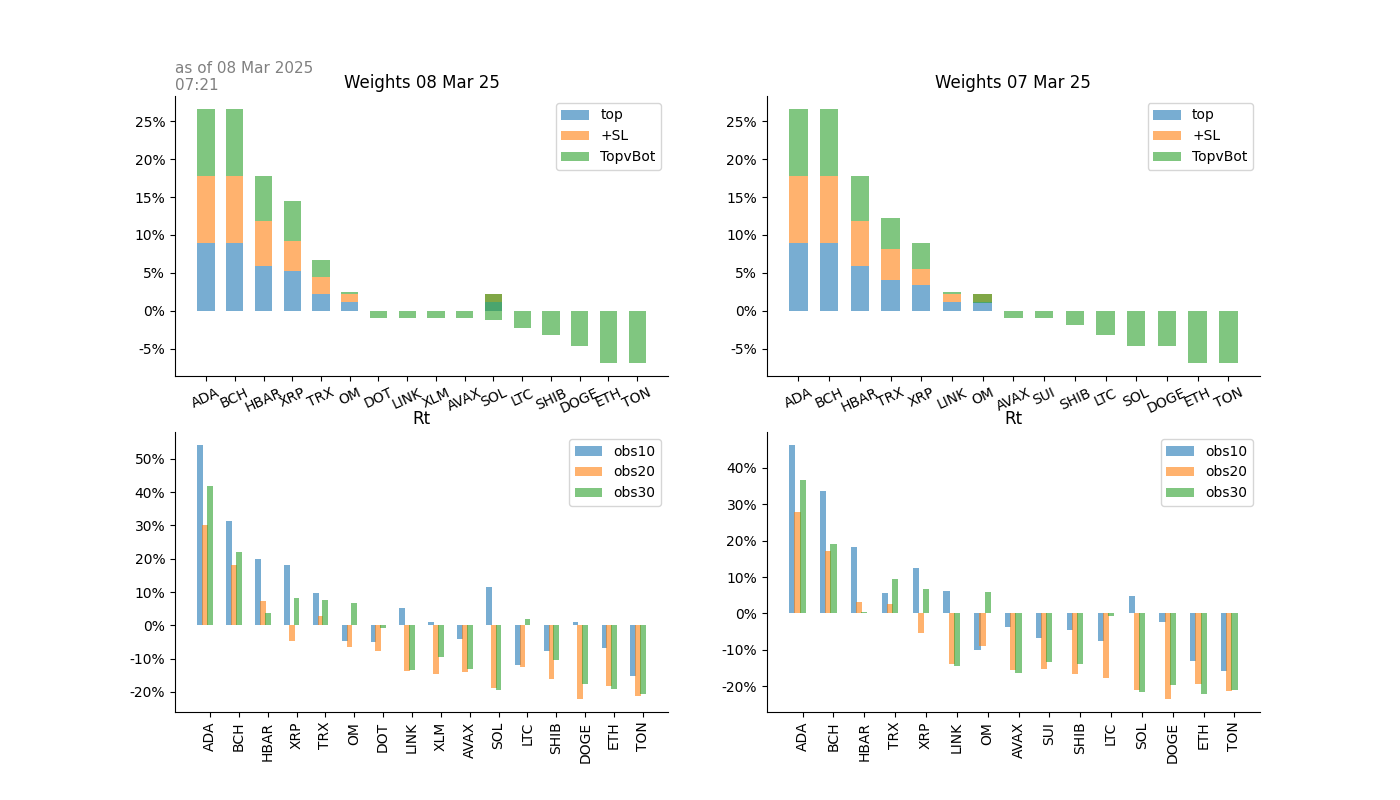 as of 08 Mar 2025
07:21
Weights 08 Mar 25
25%
20%
15%
10%
5%
0%
-5%
top
+SL
TopvBot
ADA BCH HBAR XRP TRX OM DOT LINK XLM AVAX SOL LTC SHIB DOGE ETH TON
Weights 07 Mar 25
25%
20%
15%
10%
5%
0%
-5%
top
+SL
TopvBot
ADA BCH HBAR TRX XRP LINK OM AVAX SUI SHIB LTC SOL DOGE ETH TON
Rt
50%
40%
30%
20%
10%
0%
-10%
-20%
obs10
obs20
obs30
ADA BCH HBAR XRP TRX OM DOT LINK XLM AVAX SOL LTC SHIB DOGE ETH TON
Rt
40%
30%
20%
10%
0%
-10%
-20%
obs10
obs20
obs30
ADA BCH HBAR TRX XRP LINK OM AVAX SUI SHIB LTC SOL DOGE ETH TON